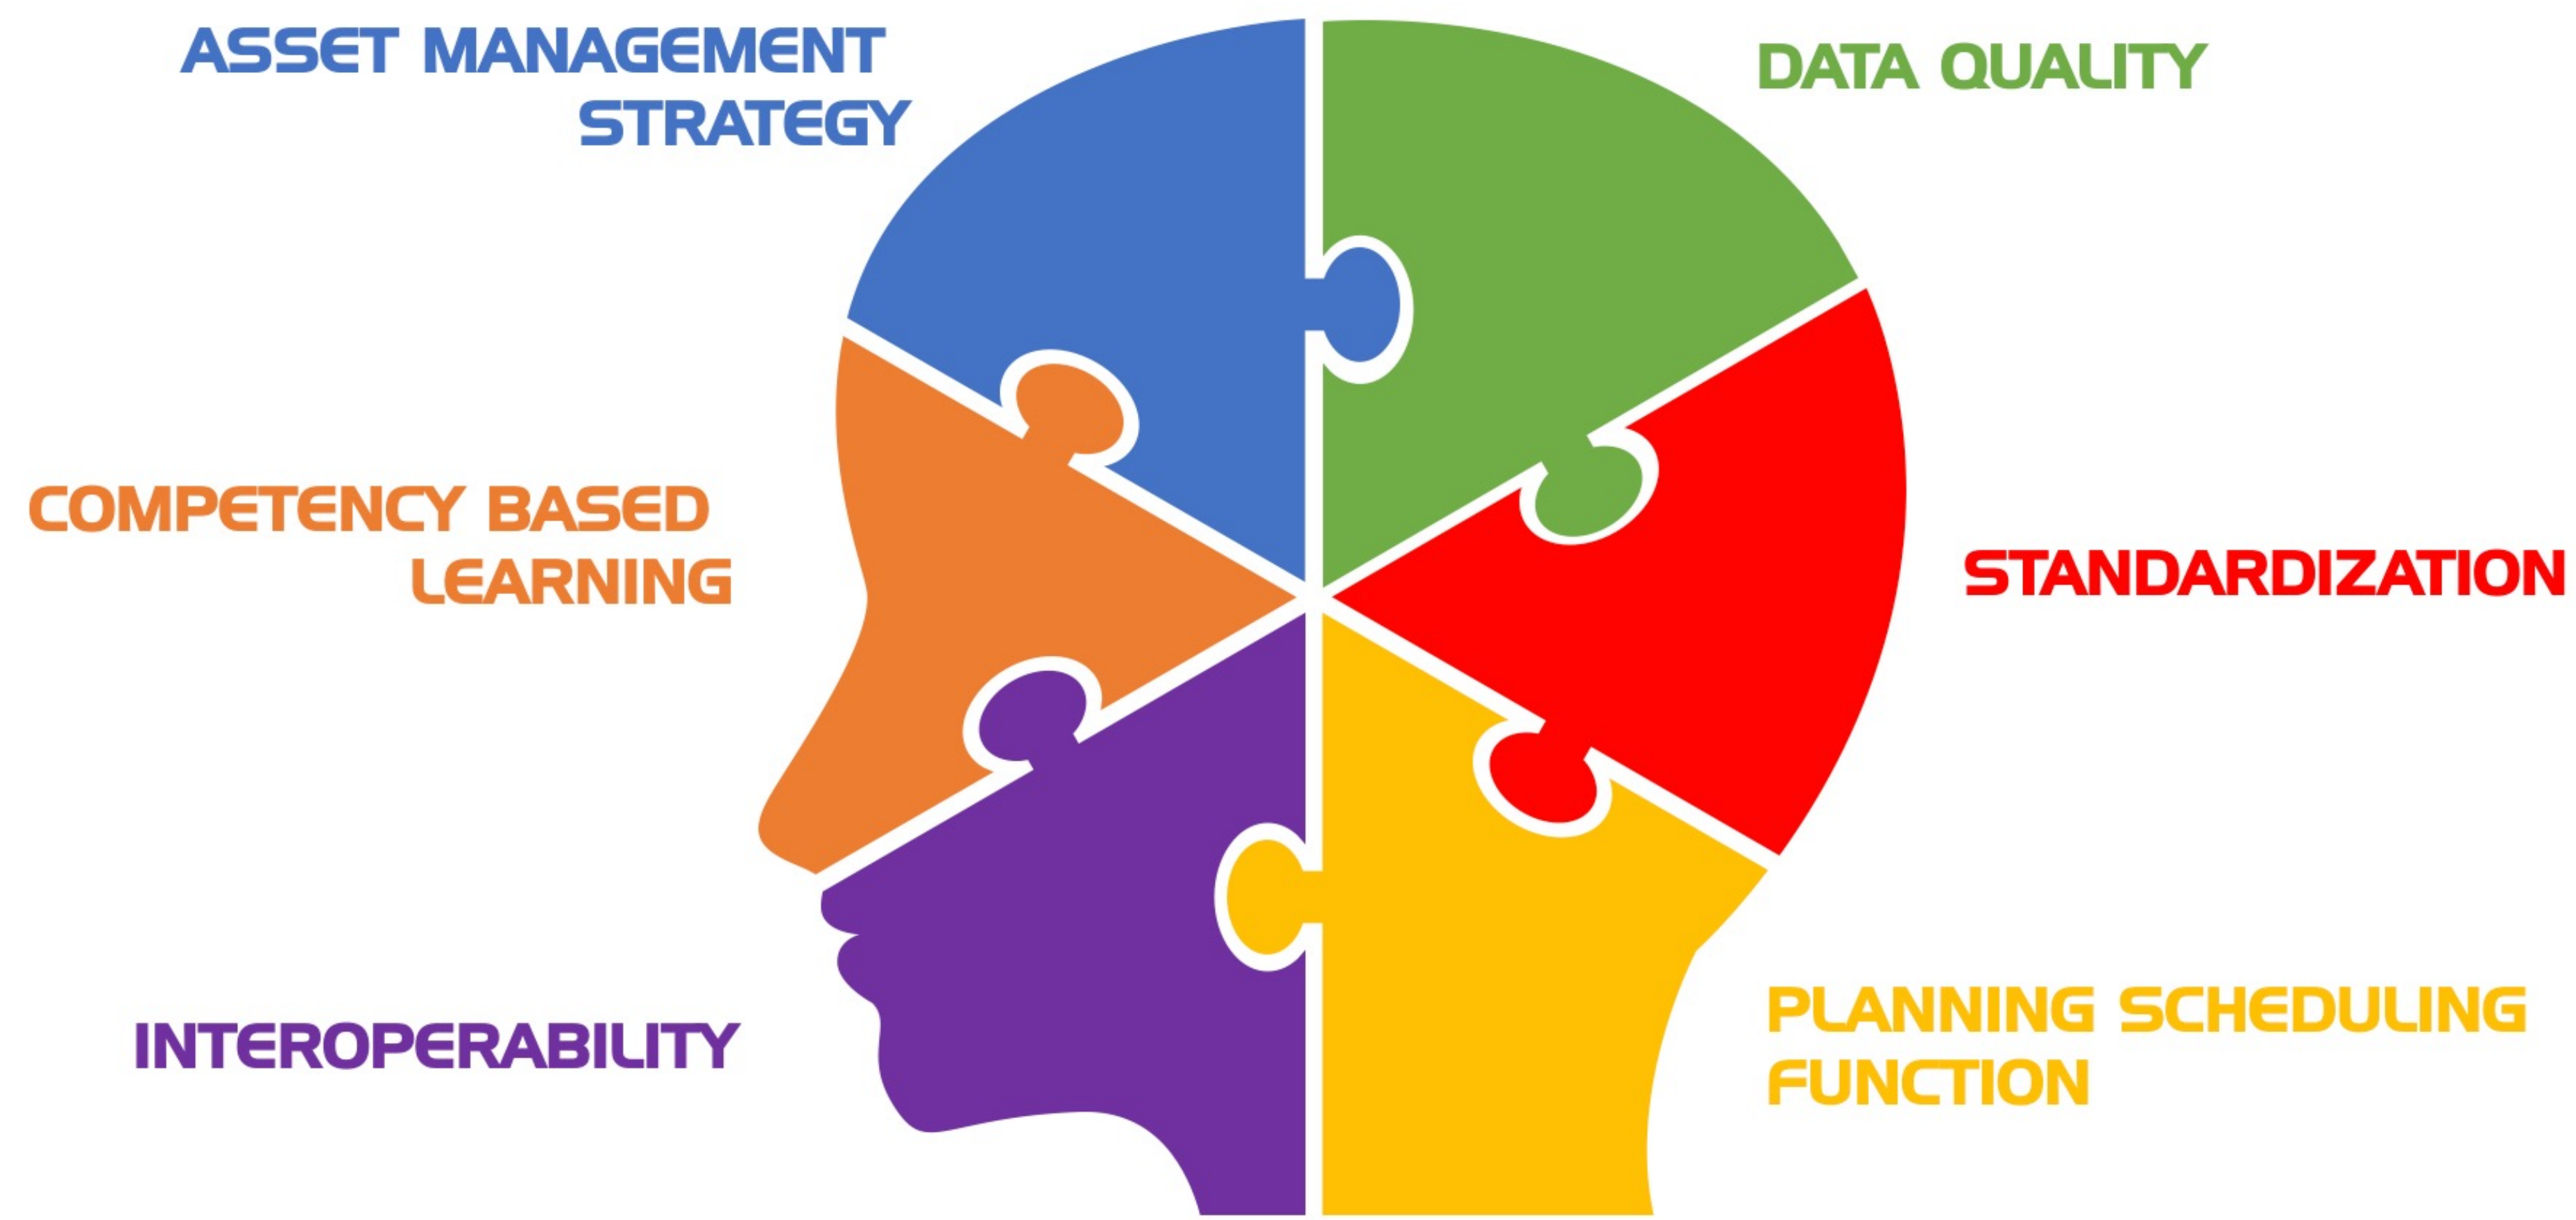 ASSET MANAGEMENT
STRATEGY
DATA QUALITY
COMPETENCY BASED
LEARNING
STANDARDIZATION
INTEROPERABILITY
PLANNING SCHEDULING
FUNCTION